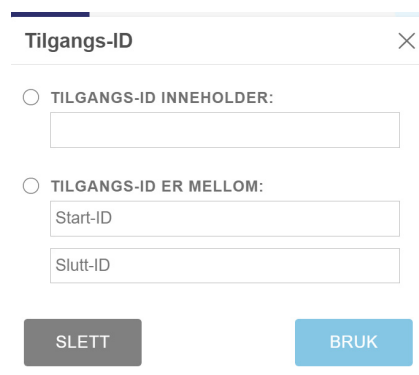 Tilgangs-ID
TILGANGS-ID INNEHOLDER:
TILGANGS-ID ER MELLOM:
Start-ID
Slutt-ID
SLETT
BRUK